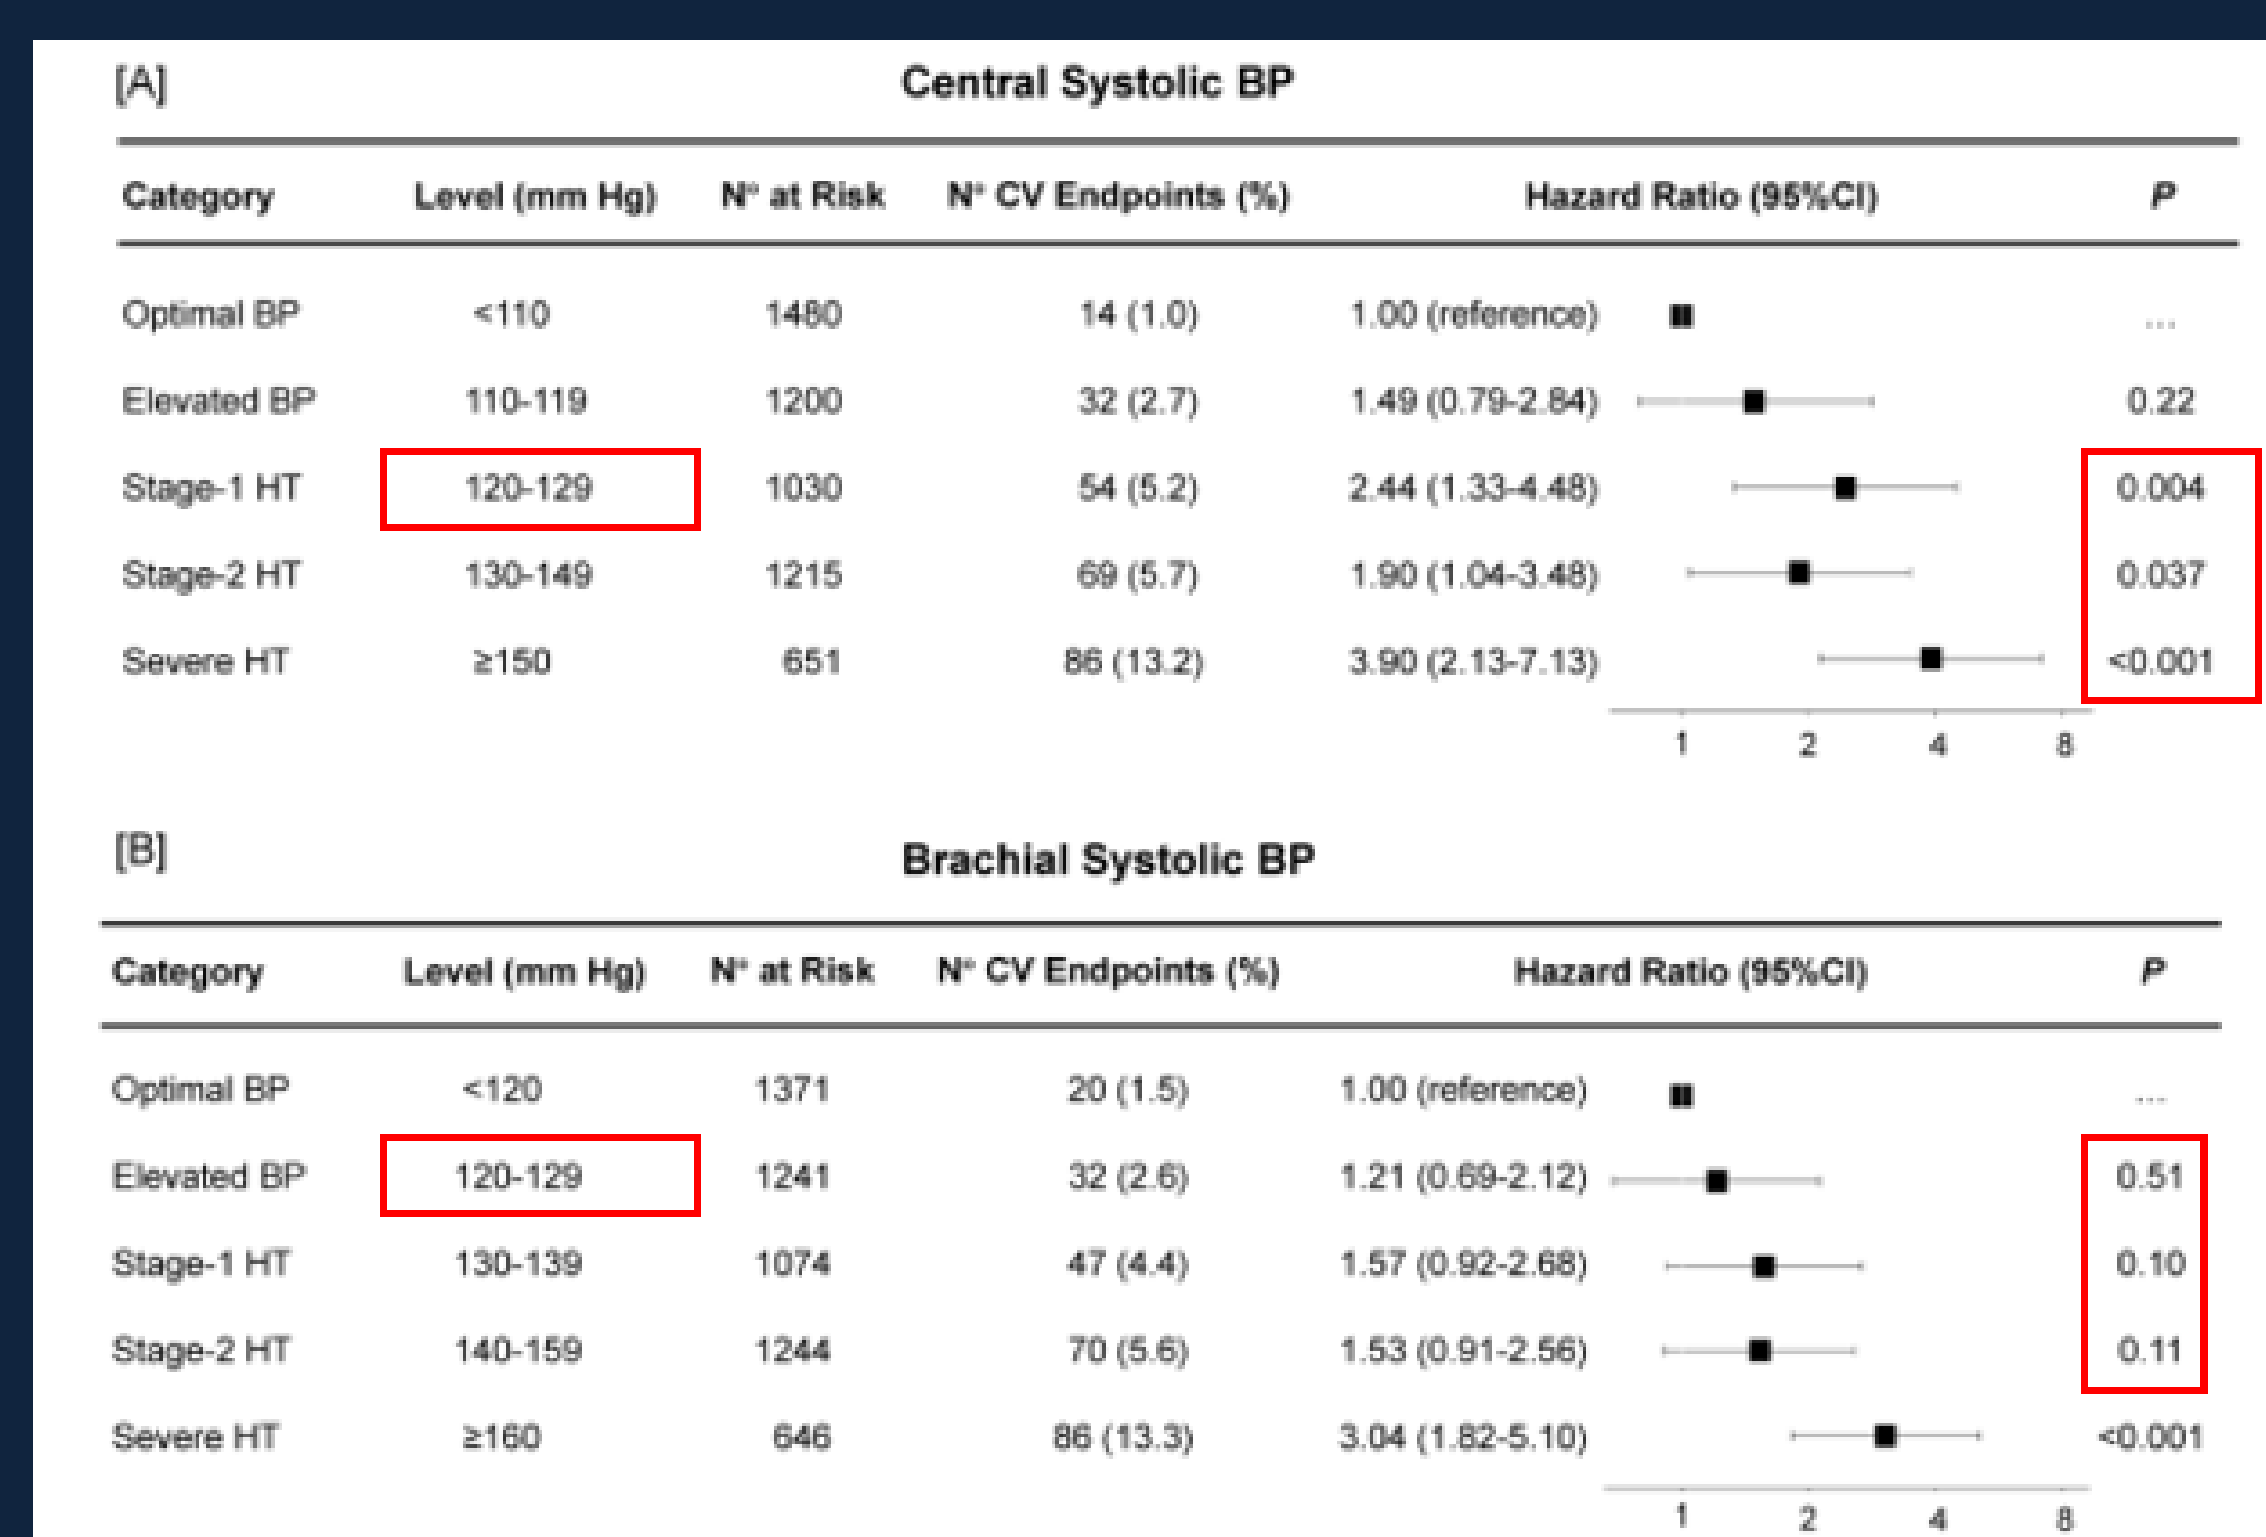 [A] Central Systolic BP
Category Level (mm Hg) N° at Risk N° CV Endpoints (%) Hazard Ratio (95%CI) P
Optimal BP <110 1480 14 (1.0) 1.00 (reference) ...
Elevated BP 110-119 1200 32 (2.7) 1.49 (0.79-2.84) 0.22
Stage-1 HT 120-129 1030 54 (5.2) 2.44 (1.33-4.48) 0.004
Stage-2 HT 130-149 1215 69 (5.7) 1.90 (1.04-3.48) 0.037
Severe HT ≥150 651 86 (13.2) 3.90 (2.13-7.13) <0.001
1 2 4 8
[B] Brachial Systolic BP
Category Level (mm Hg) N° at Risk N° CV Endpoints (%) Hazard Ratio (95%CI) P
Optimal BP <120 1371 20 (1.5) 1.00 (reference) ...
Elevated BP 120-129 1241 32 (2.6) 1.21 (0.69-2.12) 0.51
Stage-1 HT 130-139 1074 47 (4.4) 1.57 (0.92-2.68) 0.10
Stage-2 HT 140-159 1244 70 (5.6) 1.53 (0.91-2.56) 0.11
Severe HT ≥160 646 86 (13.3) 3.04 (1.82-5.10) <0.001
1 2 4 8